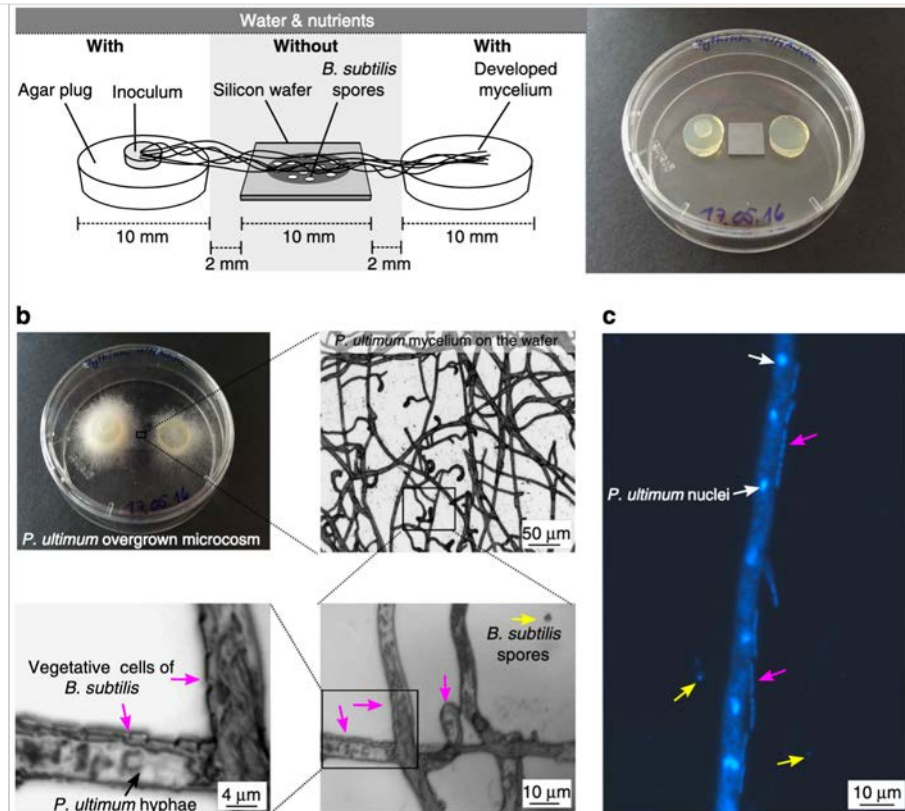 Water & nutrients
With
Without
With
Agar plug
Inoculum
Silicon wafer
B. subtilis
spores
Developed
mycelium
10 mm
10 mm
10 mm
2 mm
2 mm
17.05.16
b
c
P. ultimum mycelium on the wafer
17.05.16
P. ultimum overgrown microcosm
50 μm
P. ultimum nuclei
Vegetative cells of
B. subtilis
P. ultimum hyphae
4 μm
B. subtilis
spores
10 μm
10 μm